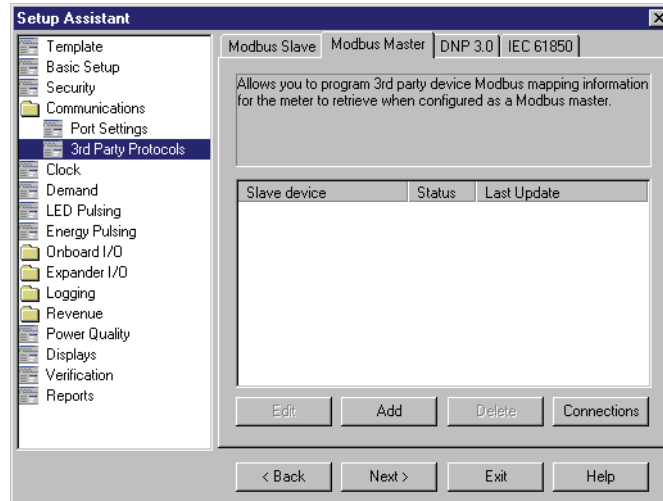 Setup Assistant
Template
Basic Setup
Security
Communications
Port Settings
3rd Party Protocols
Clock
Demand
LED Pulsing
Energy Pulsing
Onboard I/O
Expander I/O
Logging
Revenue
Power Quality
Displays
Verification
Reports
Modbus Slave Modbus Master DNP 3.0 IEC 61850
Allows you to program 3rd party device Modbus mapping information
for the meter to retrieve when configured as a Modbus master.
Slave device Status Last Update
Edit Add Delete Connections
< Back Next > Exit Help